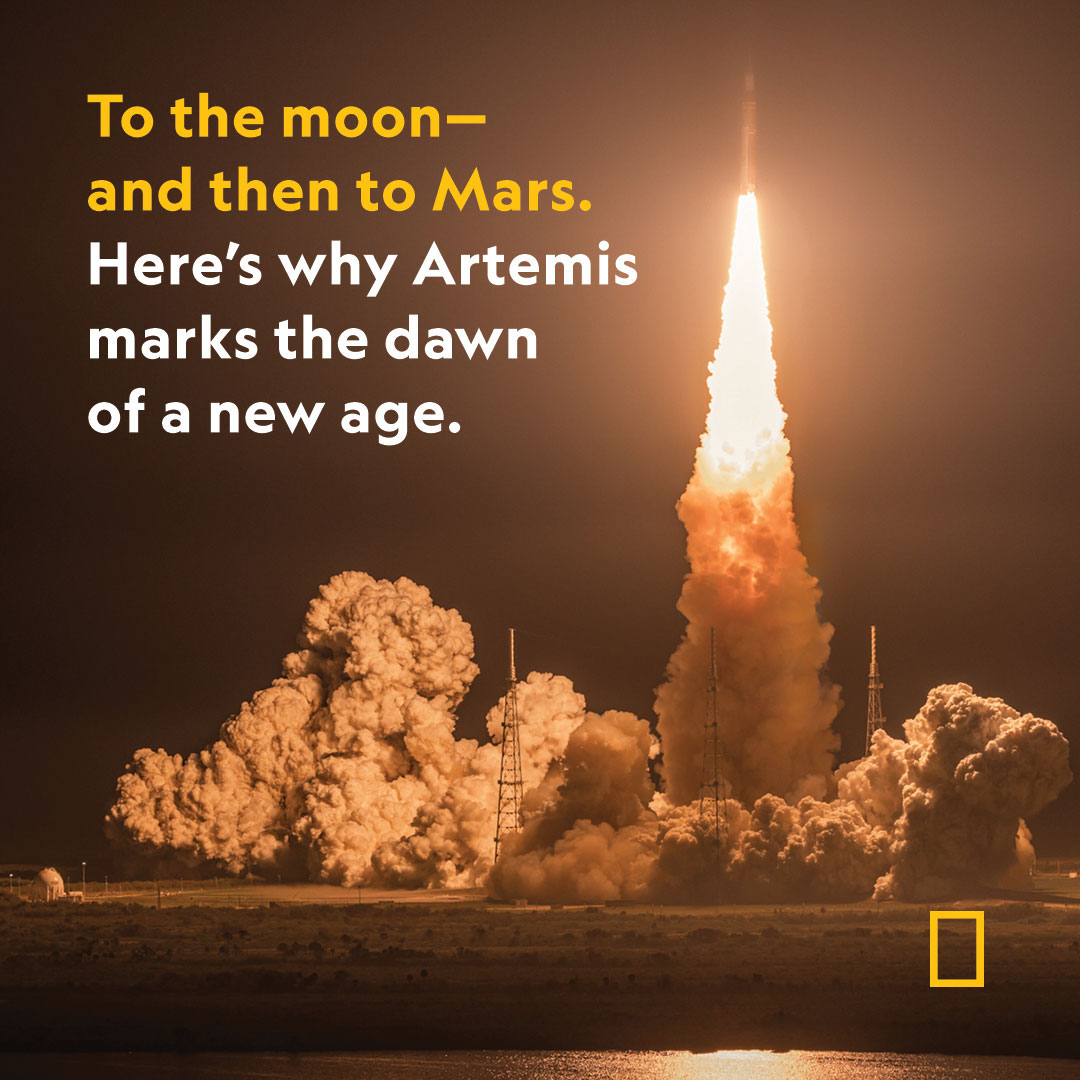 To the moon—
and then to Mars.
Here’s why Artemis
marks the dawn
of a new age.